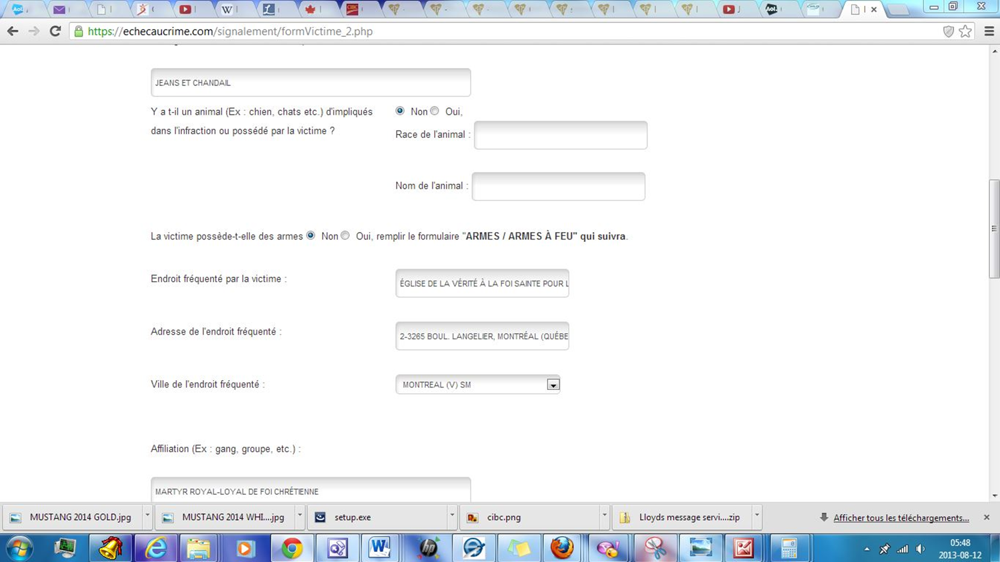 https://echecaucrime.com/signalement/formVictime_2.php
JEANS ET CHANDAIL
Y a t-il un animal (Ex : chien, chats etc.) d'impliqués
dans l'infraction ou possédé par la victime ?
Non Oui,
Race de l'animal :
Nom de l'animal :
La victime possède-t-elle des armes Non Oui, remplir le formulaire "ARMES / ARMES À FEU" qui suivra.
Endroit fréquenté par la victime :
ÉGLISE DE LA VÉRITÉ À LA FOI SAINTE POUR L
Adresse de l'endroit fréquenté :
2-3265 BOUL. LANGELIER, MONTRÉAL (QUÉBE
Ville de l'endroit fréquenté :
MONTREAL (V) SM
Affiliation (Ex : gang, groupe, etc.) :
MARTYR ROYAL-LOYAL DE FOI CHRÉTIENNE
MUSTANG 2014 GOLD.jpg
MUSTANG 2014 WHI....jpg
setup.exe
cibc.png
Lloyds message servi....zip
Afficher tous les téléchargements...
05:48
2013-08-12